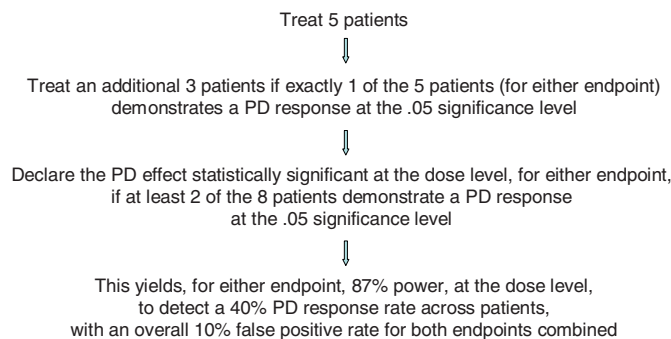 Treat 5 patients
Treat an additional 3 patients if exactly 1 of the 5 patients (for either endpoint)
demonstrates a PD response at the .05 significance level
Declare the PD effect statistically significant at the dose level, for either endpoint,
if at least 2 of the 8 patients demonstrate a PD response
at the .05 significance level
This yields, for either endpoint, 87% power, at the dose level,
to detect a 40% PD response rate across patients,
with an overall 10% false positive rate for both endpoints combined